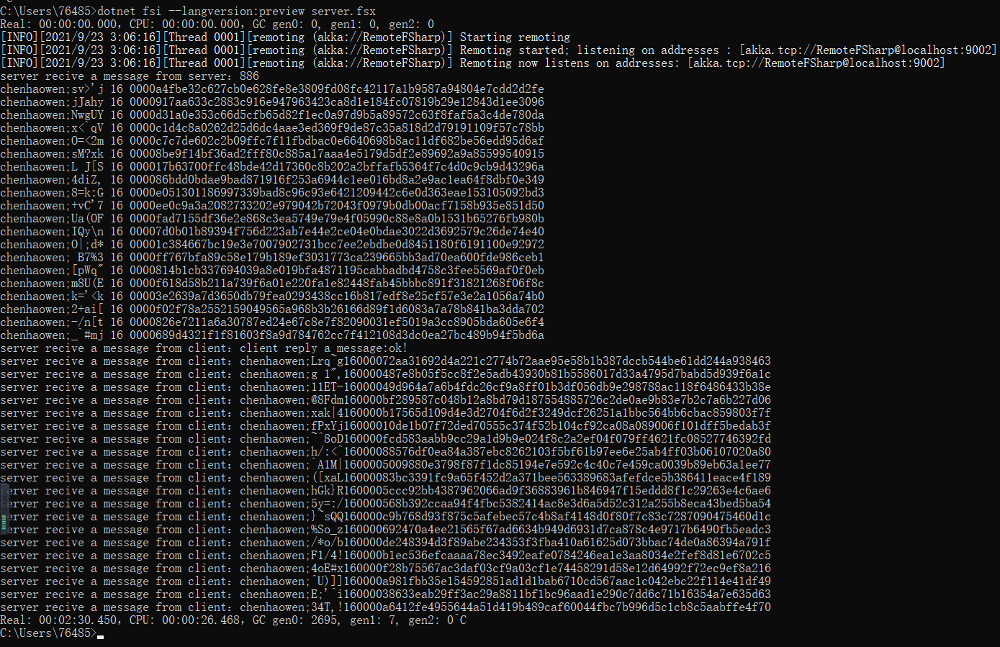 C:\Users\76485>dotnet fsi --langversion:preview server.fsx
Real: 00:00:00.000, CPU: 00:00:00.000, GC gen0: 0, gen1: 0, gen2: 0
[INFO][2021/9/23 3:06:16][Thread 0001][remoting (akka://RemoteFSharp)] Starting remoting
[INFO][2021/9/23 3:06:16][Thread 0001][remoting (akka://RemoteFSharp)] Remoting started; listening on addresses : [akka.tcp://RemoteFSharp@localhost:9002]
[INFO][2021/9/23 3:06:16][Thread 0001][remoting (akka://RemoteFSharp)] Remoting now listens on addresses: [akka.tcp://RemoteFSharp@localhost:9002]
server recive a message from server: 886
chenhaowen;sv>'j 16 0000a4fbe32c627cb0e628fe8e3809fd08fc42117a1b9587a94804e7cdd2d2fe
chenhaowen;jJahy 16 0000917aa633c2883c916e947963423ca8d1e184fc07819b29e12843d1ee3096
chenhaowen;NwgUY 16 0000d31a0e353c66d5cfb65d82f1ec0a97d9b5a89572c63f8faf5a3c4de780da
chenhaowen;x<`qV 16 0000c1d4c8a0262d25d6dc4aae3ed369f9de87c35a818d2d79191109f57c78bb
chenhaowen;O=<2m 16 0000c7c7de602c2b09ffc7f11fbdbac0e6640698b8ac11df682be56edd95d6af
chenhaowen;sM?xk 16 00008be9f14bf36ad2fff80c885a17aaa4e5179d5df2e89692a9a85599540915
chenhaowen;L J[S 16 000017b63700ffc48bde42d17360c8b202a2bffafb5364f7c4d0c9cb9d43296a
chenhaowen;4diZ, 16 000086bdd0bdae9bad871916f253a6944c1ee016bd8a2e9ac1ea64f8dbf0e349
chenhaowen;8=k:G 16 0000e051301186997339bad8c96c93e6421209442c6e0d363eae153105092bd3
chenhaowen;+vC'7 16 0000ee0c9a3a2082733202e979042b72043f0979b0db00acf7158b935e851d50
chenhaowen;Ua(OF 16 0000fad7155df36e2e868c3ea5749e79e4f05990c88e8a0b1531b65276fb980b
chenhaowen;IQy\n 16 00007d0b01b89394f756d223ab7e44e2ce04e0bdae3022d3692579c26de74e40
chenhaowen;O|;d* 16 00001c384667bc19e3e7007902731bcc7ee2ebdbe0d8451180f6191100e92972
chenhaowen; B7%3 16 0000ff767bfa89c58e179b189ef3031773ca239665bb3ad70ea600fde986ceb1
chenhaowen;[pWq" 16 0000814b1cb337694039a8e019bfa4871195cabbadbd4758c3fee5569af0f0eb
chenhaowen;m8U(E 16 0000f618d58b211a739f6a01e220fa1e82448fab45bbbc891f31821268f06f8c
chenhaowen;k='<k 16 00003e2639a7d3650db79fea0293438cc16b817edf8e25cf57e3e2a1056a74b0
chenhaowen;2+ai[ 16 0000f02f78a2552159049565a968b3b26166d89f1d6083a7a78b841ba3dda702
chenhaowen;-/n[t 16 0000826e7211a6a30787ed24e67c8e7f82090031ef5019a3cc8905bda605e6f4
chenhaowen;_`#mj 16 0000689d4321f1f81603f8a9d784762cc7f412108d3dc0ea27bc489b94f5bd6a
server recive a message from client: client reply a message:ok!
server recive a message from client: chenhaowen;Lrq~g16000072aa31692d4a221c2774b72aae95e58b1b387dccb544be61dd244a938463
server recive a message from client: chenhaowen;g 1",160000487e8b05f5cc8f2e5adb43930b81b5586017d33a4795d7babd5d939f6a1c
server recive a message from client: chenhaowen;11ET-16000049d964a7a6b4fdc26cf9a8ff01b3df056db9e298788ac118f6486433b38e
server recive a message from client: chenhaowen;@8Fdm160000bf289587c048b12a8bd79d187554885726c2de0ae9b83e7b2c7a6b227d06
server recive a message from client: chenhaowen;xak|4160000b17565d109d4e3d2704f6d2f3249dcf26251a1bbc564bb6cbac859803f7f
server recive a message from client: chenhaowen;fPxYj16000010de1b07f72ded70555c374f52b104cf92ca08a089006f101dff5bedab3f
server recive a message from client: chenhaowen;~^8oD160000fcd583aabb9cc29a1d9b9e024f8c2a2ef04f079ff4621fc08527746392fd
server recive a message from client: chenhaowen;h/:<^16000088576df0ea84a387ebc8262103f5bf61b97ee6e25ab4ff03b06107020a80
server recive a message from client: chenhaowen;`A1M|1600005009880e3798f87f1dc85194e7e592c4c40c7e459ca0039b89eb63a1ee77
server recive a message from client: chenhaowen;([xaL16000083bc3391fc9a65f452d2a371bee563389683afefdce5b386411eace4f189
server recive a message from client: chenhaowen;hGk}R1600005ccc92bb4387962066ad9f36883961b846947f15eddd8f1c29263e4c6ae6
server recive a message from client: chenhaowen;5y=:/160000568b392ccaa94f4fbc5382414ac8e3d6a5d52c312a255b8eca43bed5ba54
server recive a message from client: chenhaowen;}~sQQ160000c9b768d93f875c5afebec57c4b8af4148d0f80f7c83c7287090475460d1c
server recive a message from client: chenhaowen;%So_z160000692470a4ee21565f67ad6634b949d6931d7ca878c4e9717b6490fb5eadc3
server recive a message from client: chenhaowen;/*o/b160000de248394d3f89abe234353f3fba410a61625d073bbac74de0a86394a791f
server recive a message from client: chenhaowen;F1/4!160000b1ec536efcaaaa78ec3492eafe0784246ea1e3aa8034e2fef8d81e6702c5
server recive a message from client: chenhaowen;4oE#x160000f28b75567ac3daf03cf9a03cf1e74458291d58e12d64992f72ec9ef8a216
server recive a message from client: chenhaowen;^U)]]160000a981fbb35e154592851ad1d1bab6710cd567aac1c042ebc22f114e41df49
server recive a message from client: chenhaowen;E;'^i16000038633eab29ff3ac29a8811bf1bc96aad1e290c7dd6c71b16354a7e635d63
server recive a message from client: chenhaowen;34T,!160000a6412fe4955644a51d419b489caf60044fbc7b996d5c1cb8c5aabffe4f70
Real: 00:02:30.450, CPU: 00:00:26.468, GC gen0: 2695, gen1: 7, gen2: 0^C
C:\Users\76485>